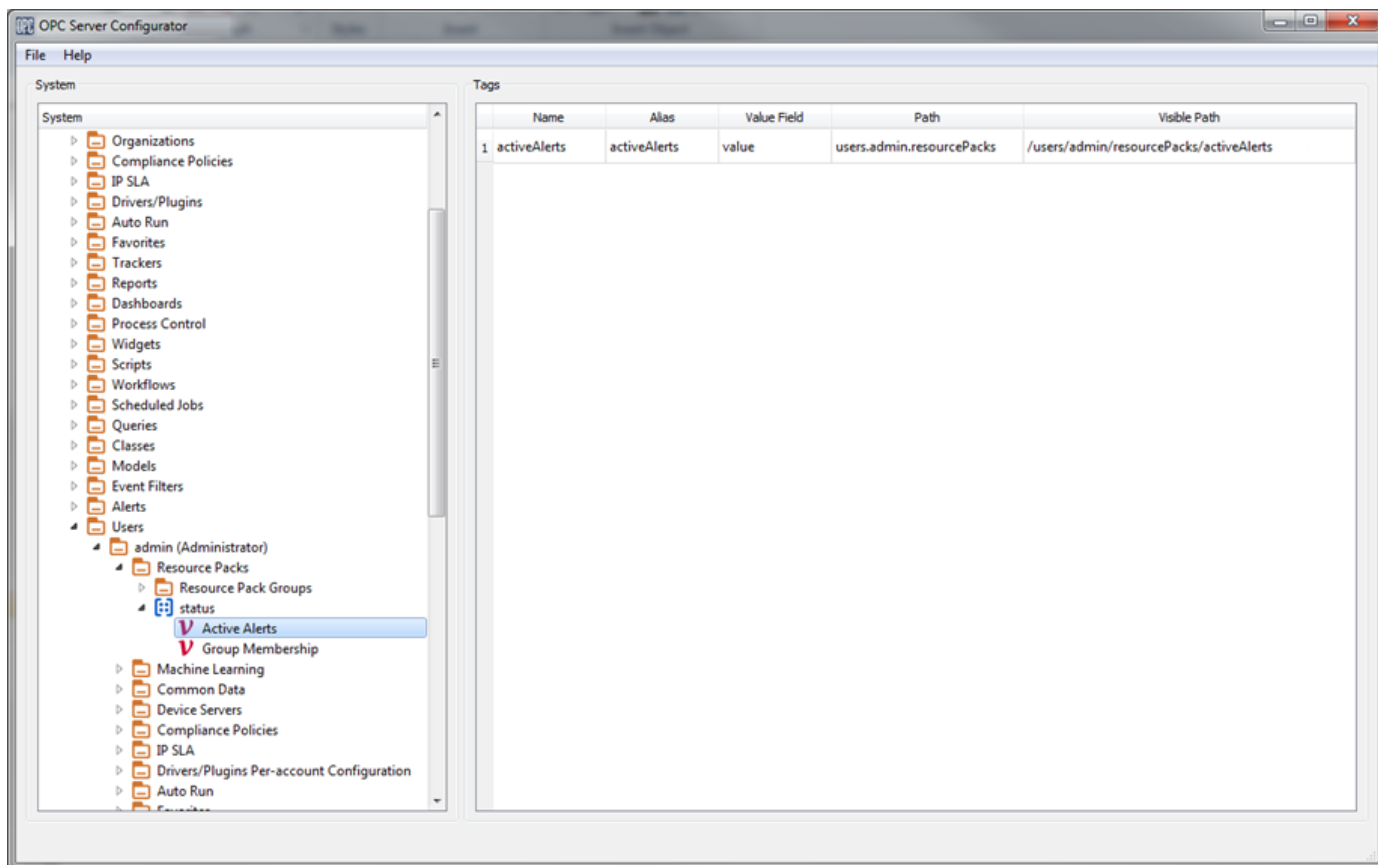 OPC Server Configurator
File Help
System
Tags
System
Organizations
Compliance Policies
IP SLA
Drivers/Plugins
Auto Run
Favorites
Trackers
Reports
Dashboards
Process Control
Widgets
Scripts
Workflows
Scheduled Jobs
Queries
Classes
Models
Event Filters
Alerts
Users
admin (Administrator)
Resource Packs
Resource Pack Groups
status
Active Alerts
Group Membership
Machine Learning
Common Data
Device Servers
Compliance Policies
IP SLA
Drivers/Plugins Per-account Configuration
Auto Run
Name Alias Value Field Path Visible Path
1 activeAlerts activeAlerts value users.admin.resourcePacks /users/admin/resourcePacks/activeAlerts